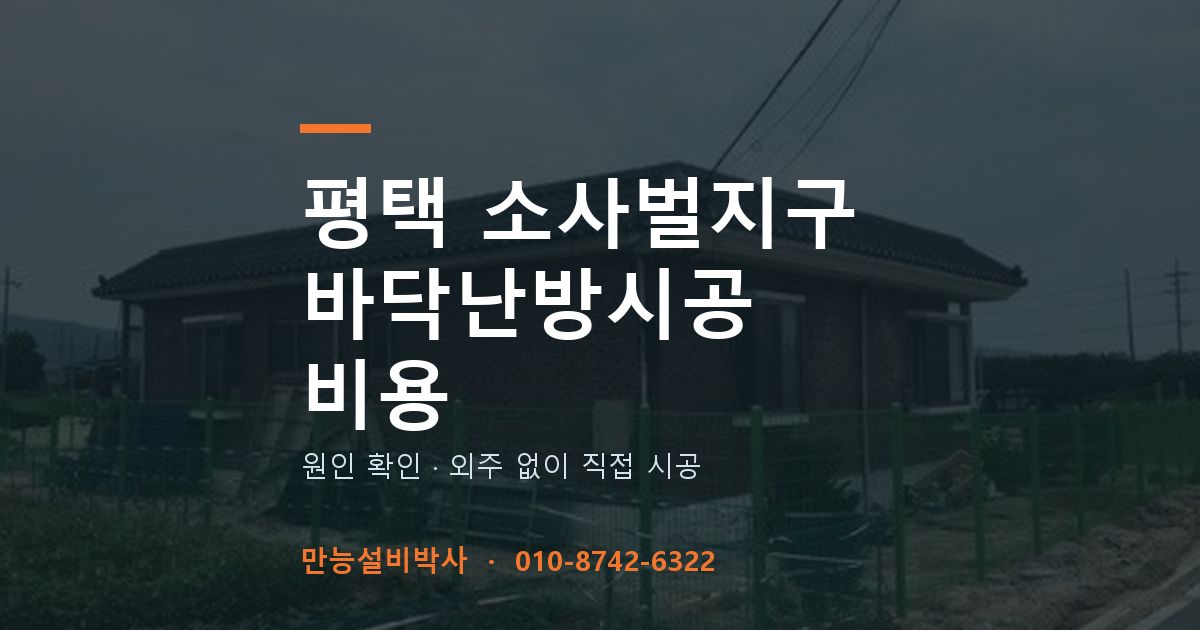 평택 소사벌지구
바닥난방시공
비용
원인 확인 · 외주 없이 직접 시공
만능설비박사 · 010-8742-6322